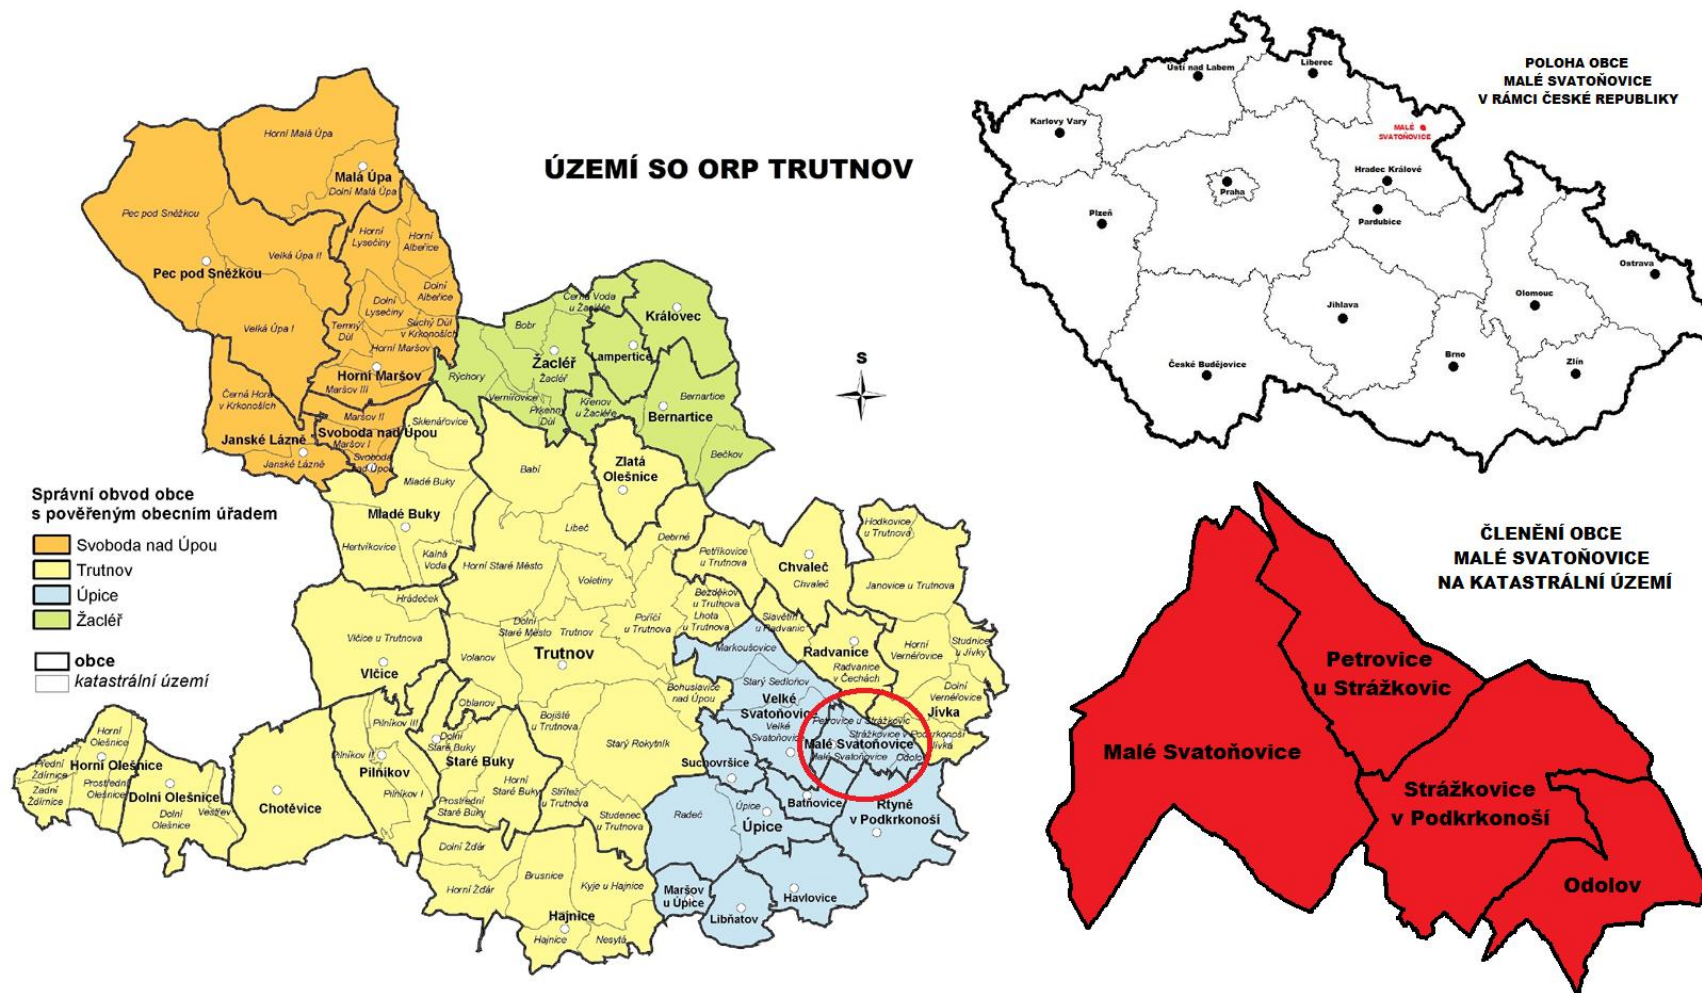 ÚZEMÍ SO ORP TRUTNOV
Horní Malá Úpa
Malá Úpa
Dolní Malá Úpa
Pec pod Sněžkou
Pec pod Sněžkou
Velká Úpa II
Velká Úpa I
Horní
Lysečiny
Horní
Albeřice
Dolní
Albeřice
Dolní
Lysečiny
Temný
Důl
Suchý Důl
v Krkonoších
Horní Maršov
Horní Maršov
Maršov III
Černá Hora
v Krkonoších
Maršov II
Svoboda nad Úpou
Maršov I
Svoboda
nad Úpou
Janské Lázně
Janské Lázně
Černá Voda
u Žacléře
Bobr
Žacléř
Žacléř
Královec
Lampertice
Rýchory
Vernířovice
Prkenný
Důl
Křenov
u Žacléře
Bernartice
Bernartice
Bečkov
S
Sklenářovice
Mladé Buky
Mladé Buky
Hertvíkovice
Kalná
Voda
Babí
Zlatá
Olešnice
Libeč
Debrné
Horní Staré Město
Voletiny
Petříkovice
u Trutnova
Chvaleč
Chvaleč
Hodkovice
u Trutnova
Janovice u Trutnova
Bezděkov
u Trutnova
Lhota
u Trutnova
Slavětín
u Radvanic
Radvanice
Radvanice
v Čechách
Horní
Vernéřovice
Studnice
u Jívky
Dolní
Vernéřovice
Jívka
Jívka
Hrádeček
Vlčice u Trutnova
Vlčice
Dolní
Staré Město
Trutnov
Trutnov
Poříčí
u Trutnova
Volanov
Oblanov
Bojiště
u Trutnova
Bohuslavice
nad Úpou
Starý Rokytník
Markoušovice
Starý Sedloňov
Velké
Svatoňovice
Velké
Svatoňovice
Petrovice u Strážkovic
Strážkovice v Podkrkonoší
Malé Svatoňovice
Malé Svatoňovice
Odolov
Suchovršice
Batňovice
Rtyně
v Podkrkonoší
Úpice
Úpice
Radeč
Maršov
u Úpice
Libňatov
Havlovice
Pilníkov III
Pilníkov II
Pilníkov
Pilníkov I
Dolní
Staré Buky
Staré Buky
Horní
Staré Buky
Prostřední
Staré Buky
Střítež
u Trutnova
Studenec
u Trutnova
Chotěvice
Horní
Olešnice
Horní Olešnice
Přední
Ždírnice
Zadní
Ždírnice
Prostřední
Olešnice
Dolní Olešnice
Dolní
Olešnice
Vestřev
Dolní Žďár
Horní Žďár
Brusnice
Kyje u Hajnice
Hajnice
Hajnice
Nesytá
Správní obvod obce
s pověřeným obecním úřadem
Svoboda nad Úpou
Trutnov
Úpice
Žacléř
obce
katastrální území
POLOHA OBCE
MALÉ SVATOŇOVICE
V RÁMCI ČESKÉ REPUBLIKY
Ústí nad Labem
Liberec
Karlovy Vary
MALÉ
SVATOŇOVICE
Praha
Hradec Králové
Pardubice
Plzeň
Ostrava
Olomouc
Jihlava
Brno
Zlín
České Budějovice
ČLENĚNÍ OBCE
MALÉ SVATOŇOVICE
NA KATASTRÁLNÍ ÚZEMÍ
Petrovice
u Strážkovic
Malé Svatoňovice
Strážkovice
v Podkrkonoší
Odolov